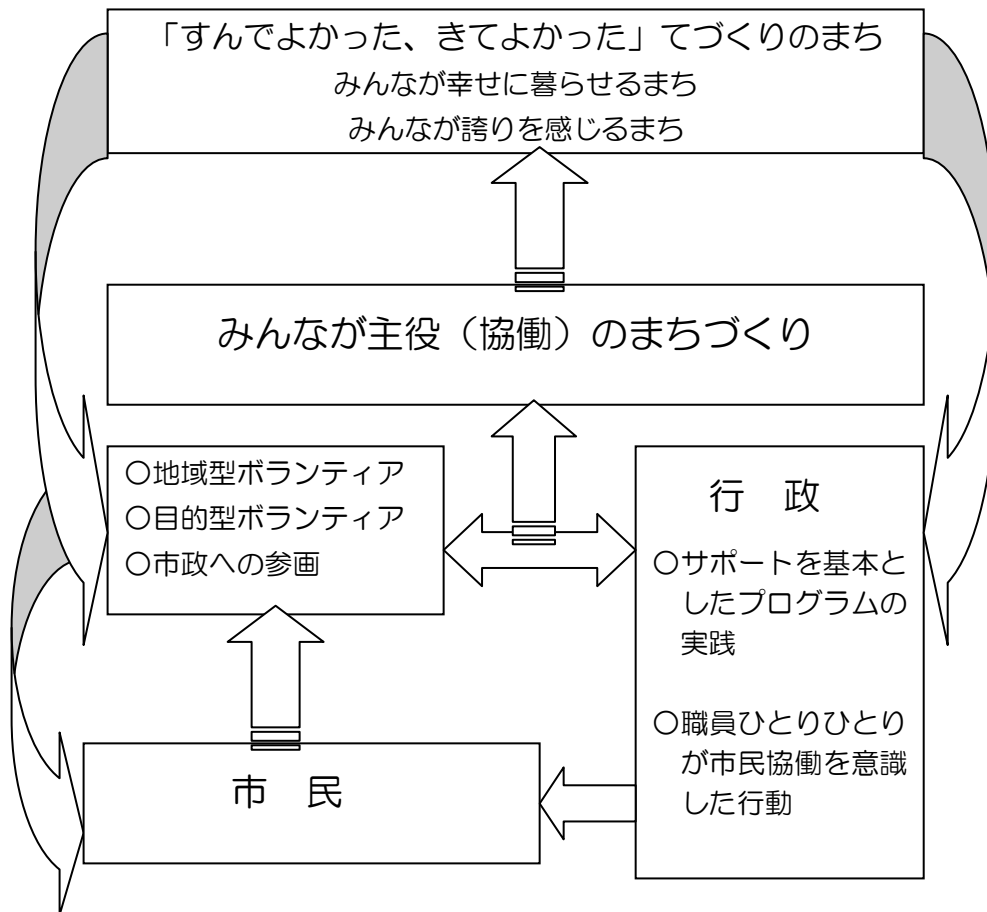 「すんでよかった、きてよかった」てづくりのまち
みんなが幸せに暮らせるまち
みんなが誇りを感じるまち
みんなが主役（協働）のまちづくり
○地域型ボランティア
○目的型ボランティア
○市政への参画
行　政
○サポートを基本と
したプログラムの
実践
○職員ひとりひとり
が市民協働を意識
した行動
市　民